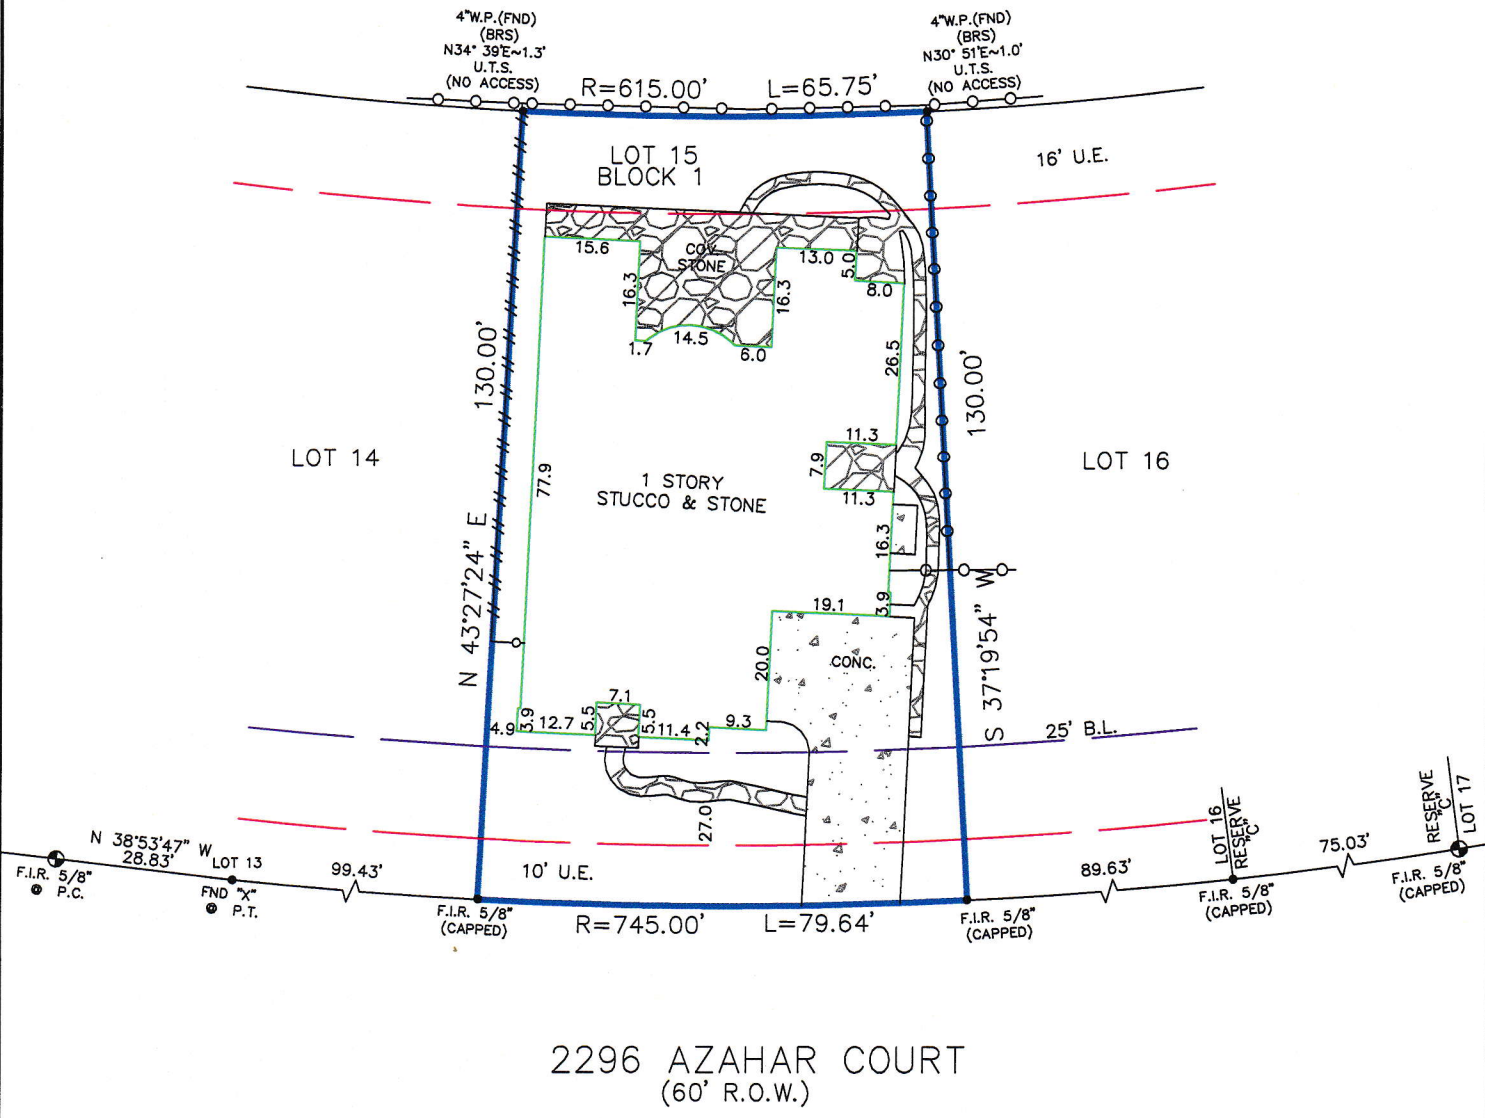 4"W.P.(FND)
(BRS)
N34° 39'E~1.3'
U.T.S.
(NO ACCESS)
4"W.P.(FND)
(BRS)
N30° 51'E~1.0'
U.T.S.
(NO ACCESS)
R=615.00' L=65.75'
LOT 15
BLOCK 1
16' U.E.
COV.
STONE
15.6
16.3
1.7
14.5
6.0
16.3
13.0
5.0
8.0
26.5
130.00'
130.00'
LOT 14
LOT 16
77.9
1 STORY
STUCCO & STONE
11.3
7.9
11.3
16.3
3.9
19.1
20.0
CONC.
N 43°27'24" E
S 37°19'54" W
4.9
3.9
12.7
5.5
7.1
5.5
11.4
2.2
9.3
25' B.L.
27.0
10' U.E.
N 38°53'47" W
28.83'
LOT 13
99.43'
89.63'
75.03'
LOT 16
RESERVE
"C"
RESERVE
"C"
LOT 17
F.I.R. 5/8"
@ P.C.
FND "X"
@ P.T.
F.I.R. 5/8"
(CAPPED)
R=745.00' L=79.64'
F.I.R. 5/8"
(CAPPED)
F.I.R. 5/8"
(CAPPED)
F.I.R. 5/8"
(CAPPED)
2296 AZAHAR COURT
(60' R.O.W.)